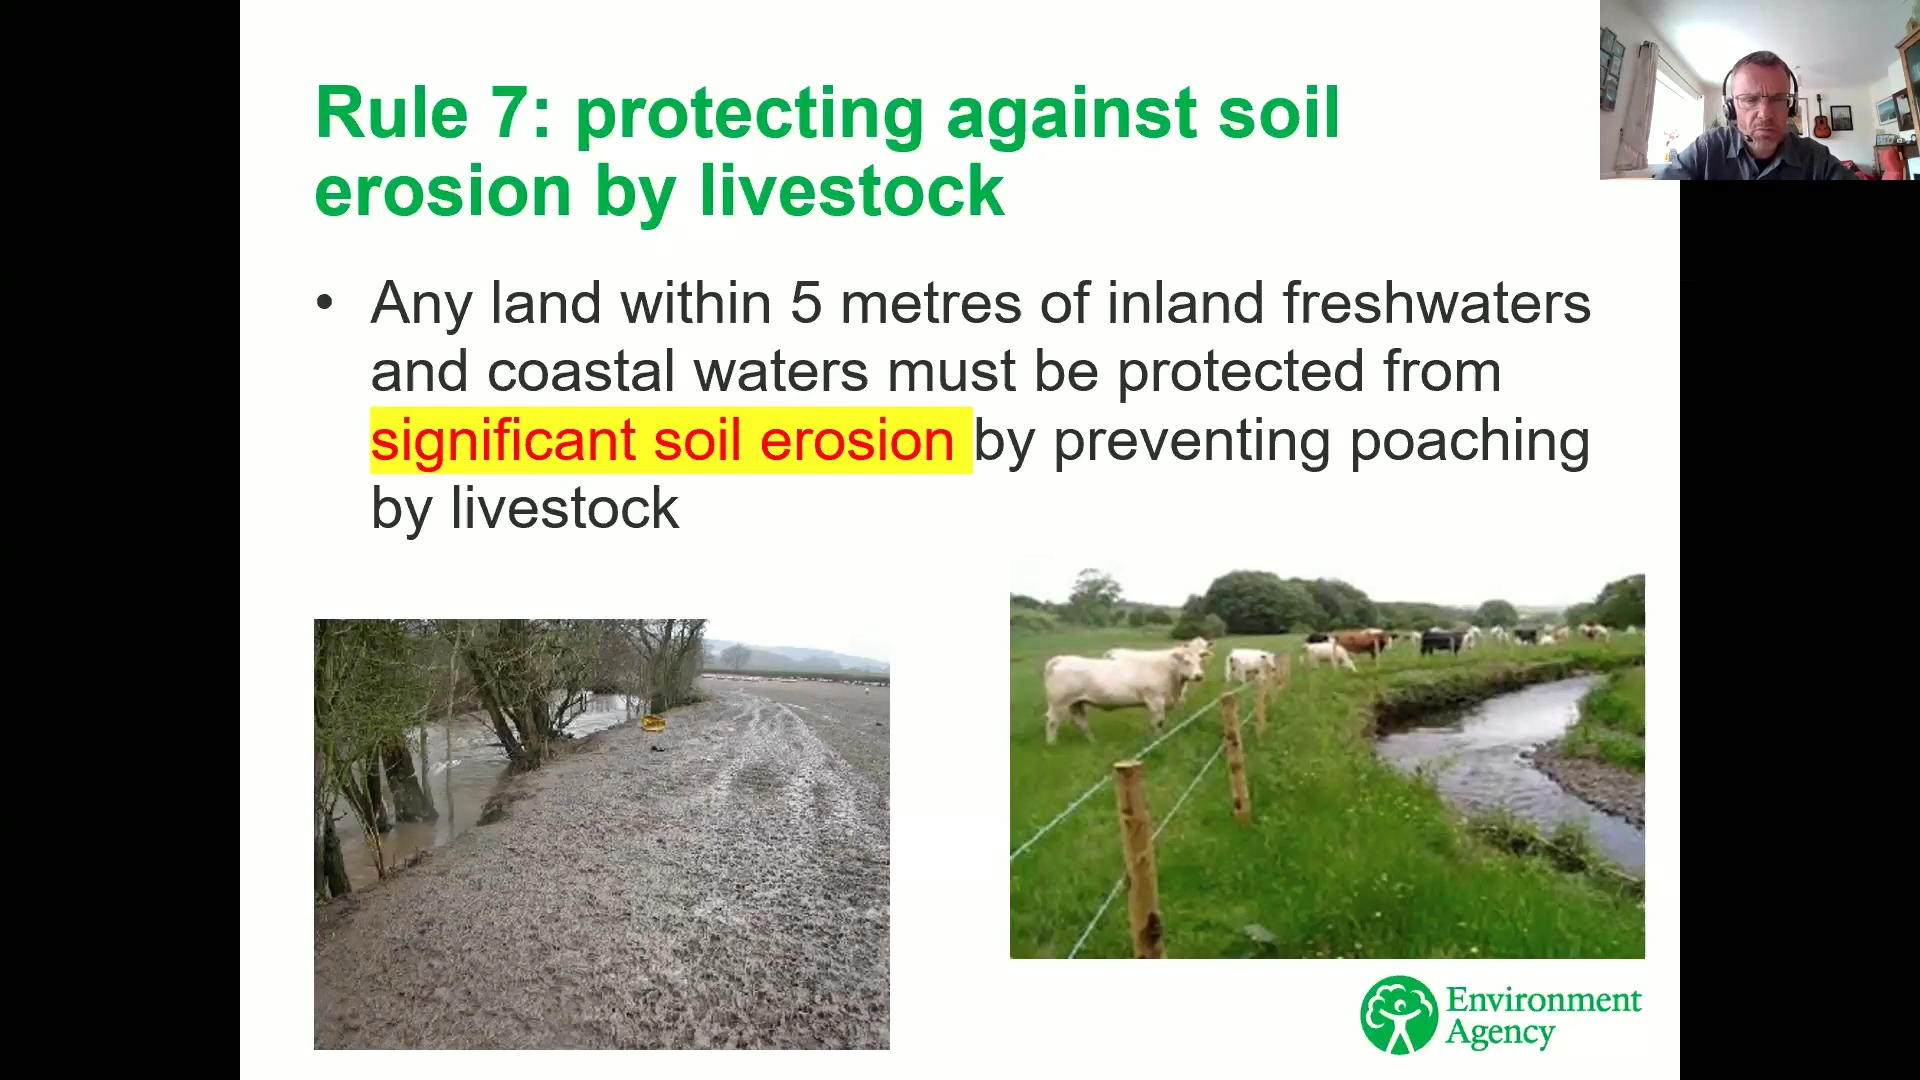 Rule 7: protecting against soil
erosion by livestock
• Any land within 5 metres of inland freshwaters
and coastal waters must be protected from
significant soil erosion by preventing poaching
by livestock
Environment
Agency